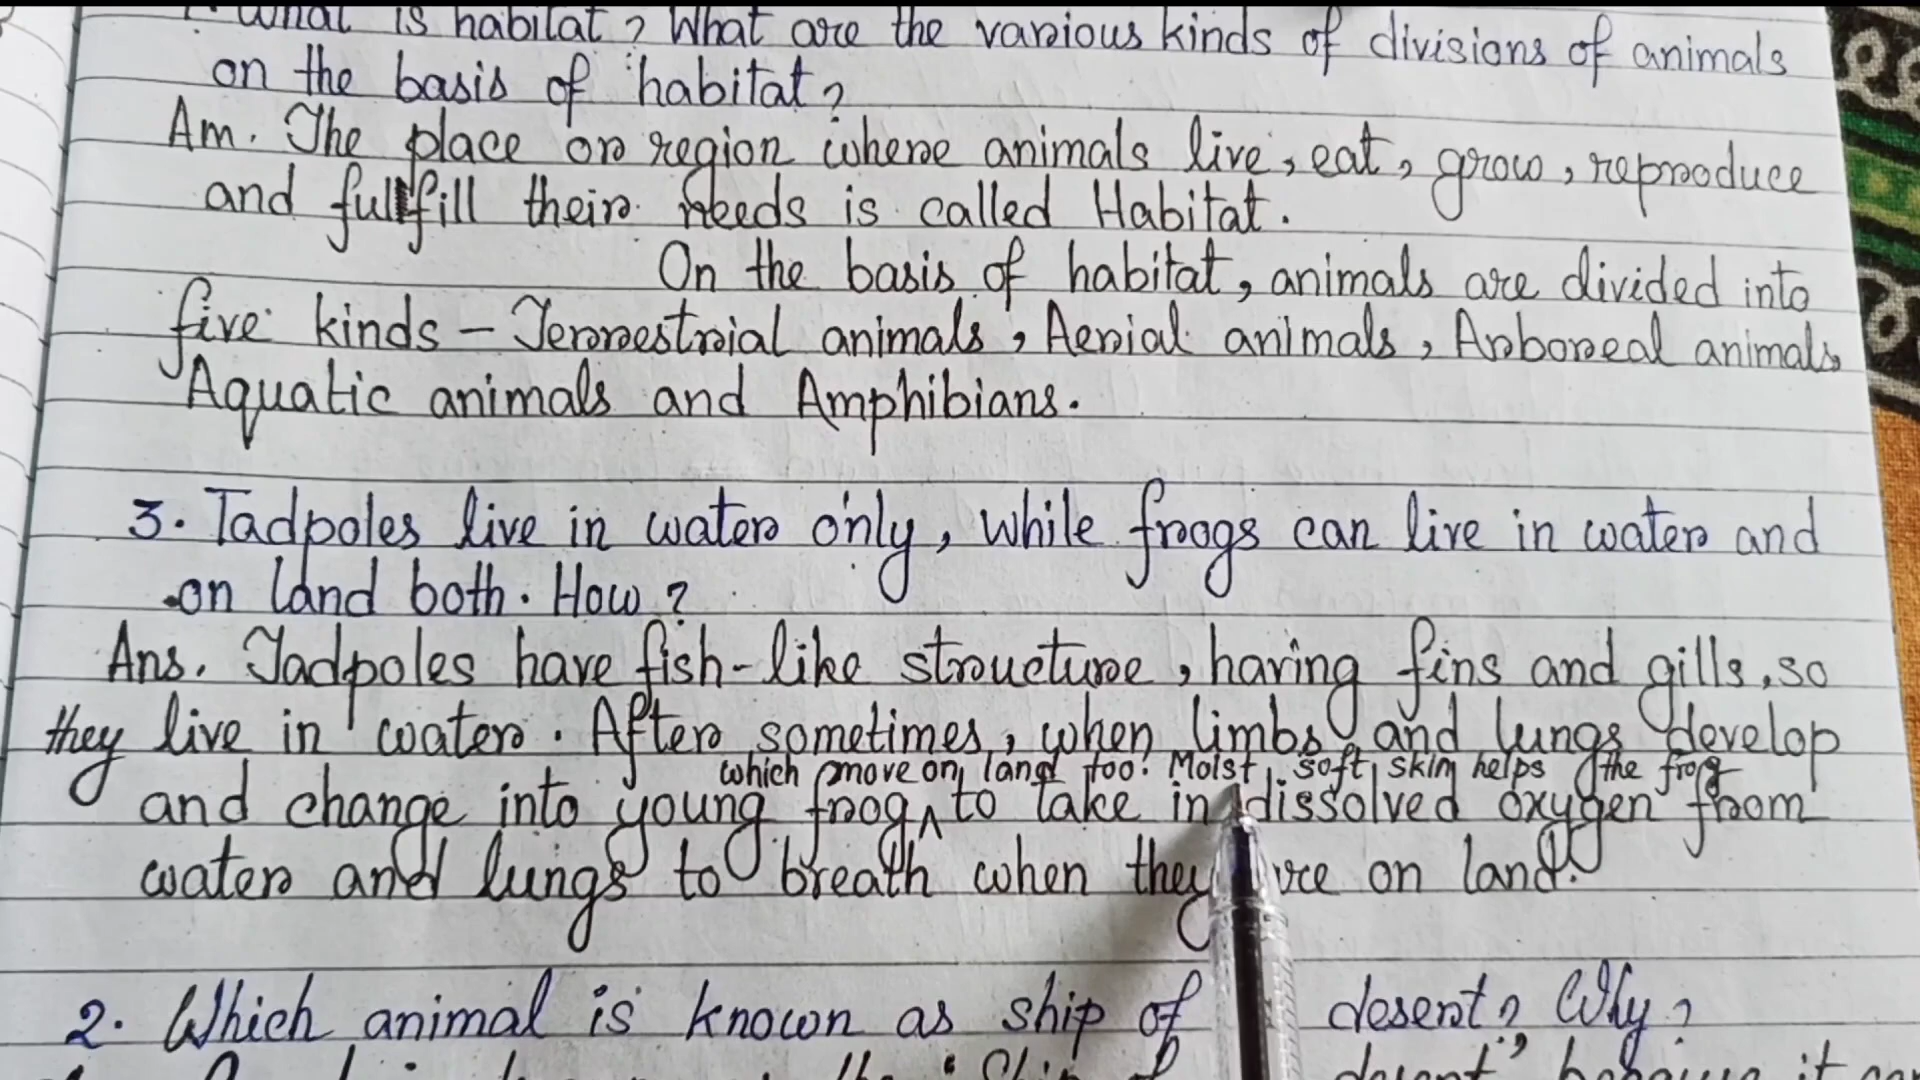 What is habitat? What are the various kinds of divisions of animals
on the basis of habitat?
Ans. The place or region where animals live, eat, grow, reproduce
and fullfill their needs is called Habitat.
On the basis of habitat, animals are divided into
five kinds - Terrestrial animals, Aerial animals, Arboreal animals,
Aquatic animals and Amphibians.
3. Tadpoles live in water only, while frogs can live in water and
on land both. How?
Ans. Tadpoles have fish-like structure, having fins and gills, so
they live in water. After sometimes, when limbs and lungs develop
which move on land too. Moist, soft skin helps the frog
and change into young frog ^ to take in dissolved oxygen from
water and lungs to breath when they are on land.
2. Which animal is known as ship of desert? Why?